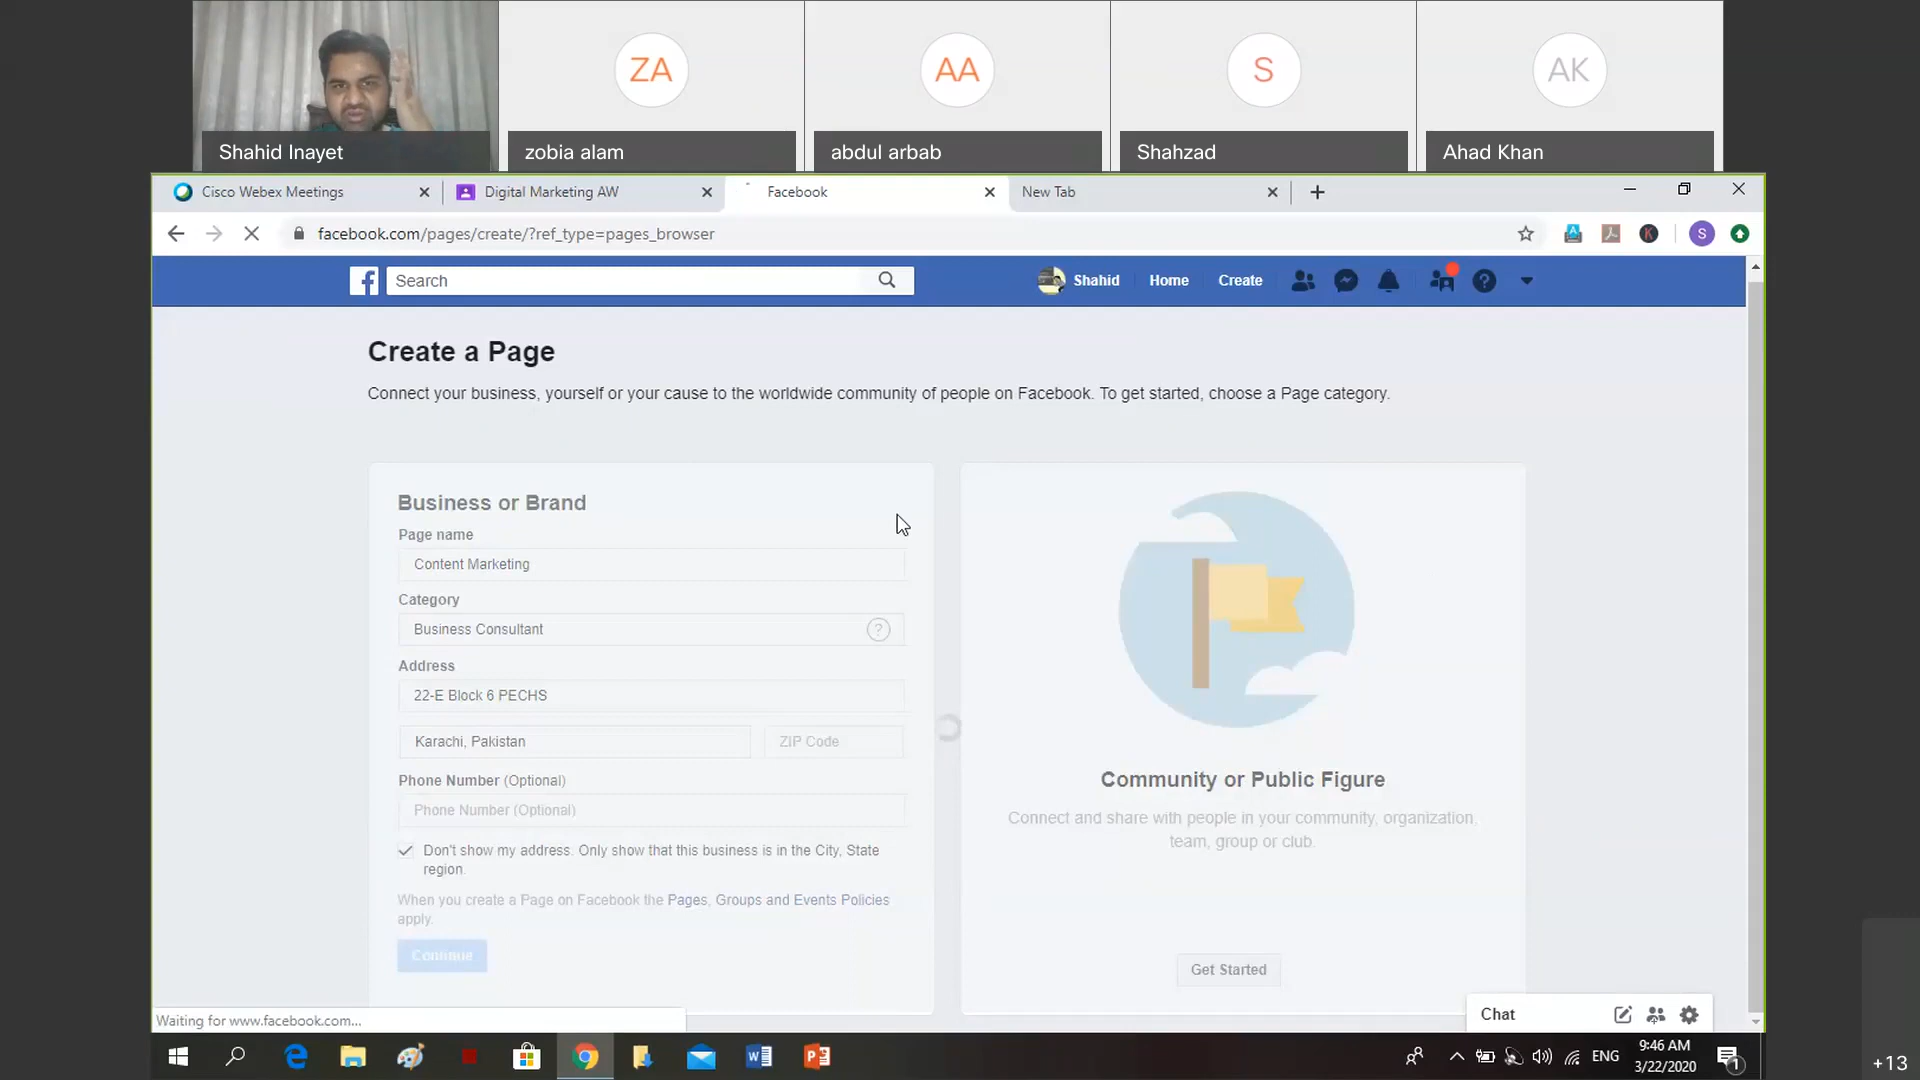 ZA
AA
S
AK
Shahid Inayet
zobia alam
abdul arbab
Shahzad
Ahad Khan
Cisco Webex Meetings
Digital Marketing AW
Facebook
New Tab
facebook.com/pages/create/?ref_type=pages_browser
S
Search
Shahid
Home
Create
Create a Page
Connect your business, yourself or your cause to the worldwide community of people on Facebook. To get started, choose a Page category.
Business or Brand
Page name
Content Marketing
Category
Business Consultant
?
Address
22-E Block 6 PECHS
Karachi, Pakistan
ZIP Code
Phone Number (Optional)
Phone Number (Optional)
Don't show my address. Only show that this business is in the City, State
region.
When you create a Page on Facebook the Pages, Groups and Events Policies
apply.
Continue
Community or Public Figure
Connect and share with people in your community, organization,
team, group or club.
Get Started
Chat
Waiting for www.facebook.com...
ENG
9:46 AM
3/22/2020
1
+13